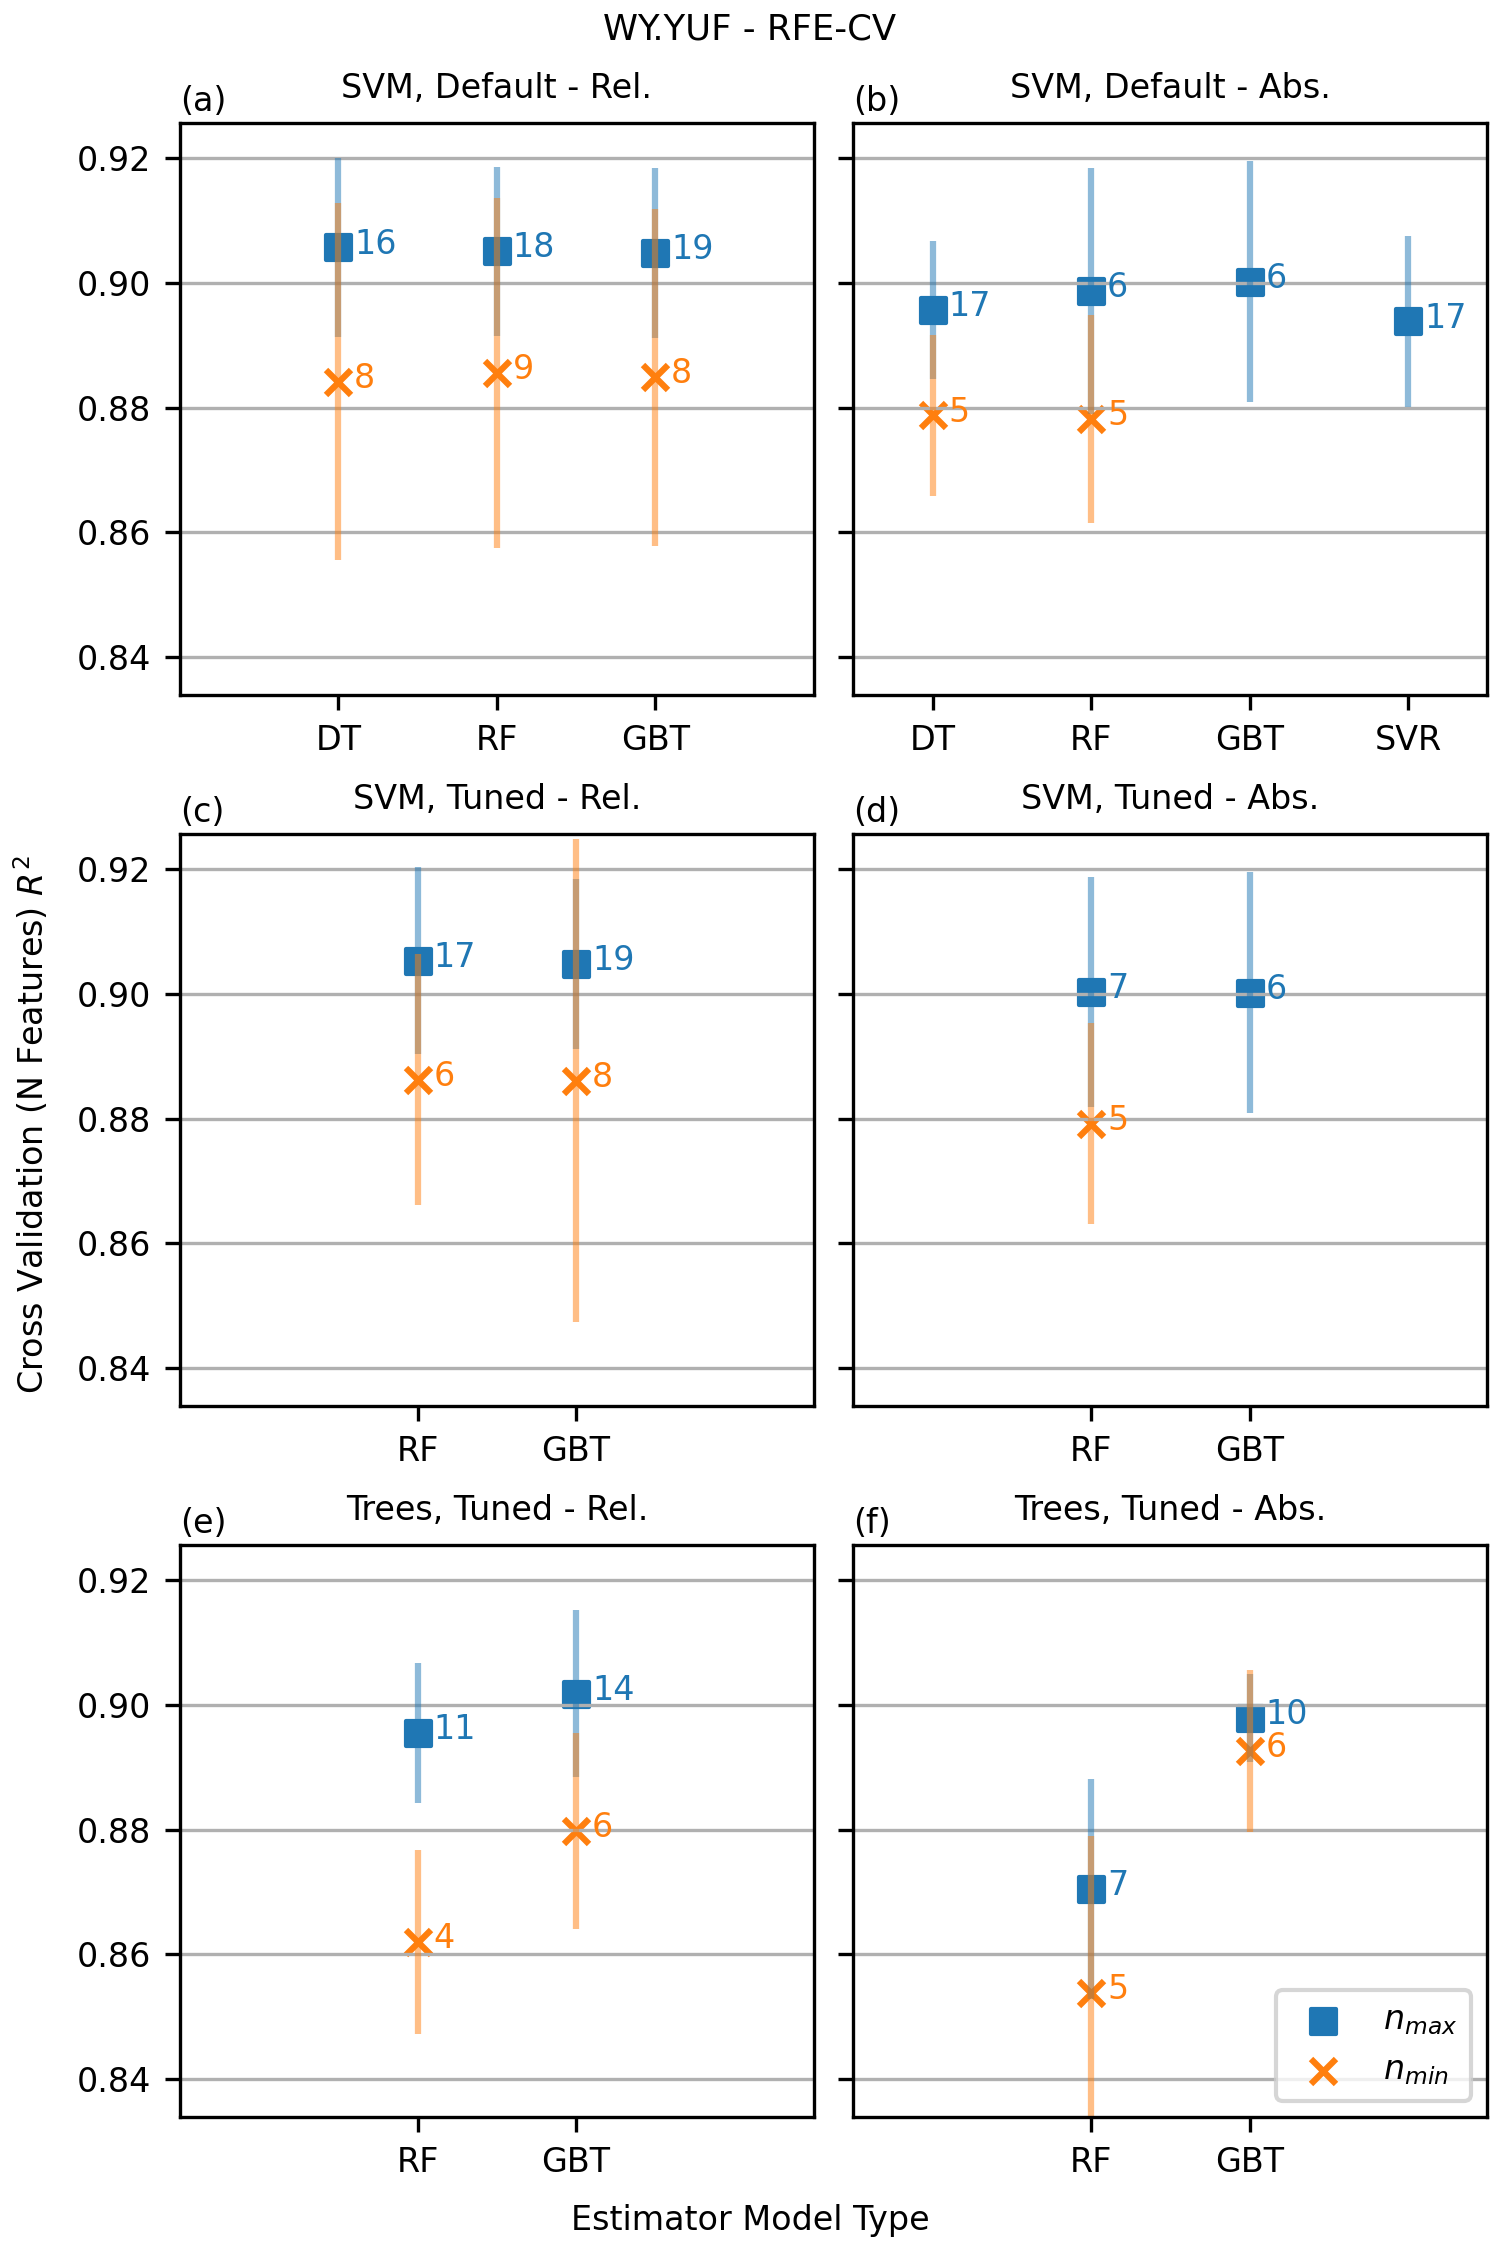 WY.YUF - RFE-CV
(a) SVM, Default - Rel.
0.92
0.90
0.88
0.86
0.84
16
18
19
8
9
8
DT RF GBT
(b) SVM, Default - Abs.
17
6
6
17
5
5
DT RF GBT SVR
Cross Validation (N Features) R²
(c) SVM, Tuned - Rel.
0.92
0.90
0.88
0.86
0.84
17
19
6
8
RF GBT
(d) SVM, Tuned - Abs.
7
6
5
RF GBT
(e) Trees, Tuned - Rel.
0.92
0.90
0.88
0.86
0.84
11
14
4
6
RF GBT
(f) Trees, Tuned - Abs.
10
6
7
5
n_max
n_min
RF GBT
Estimator Model Type